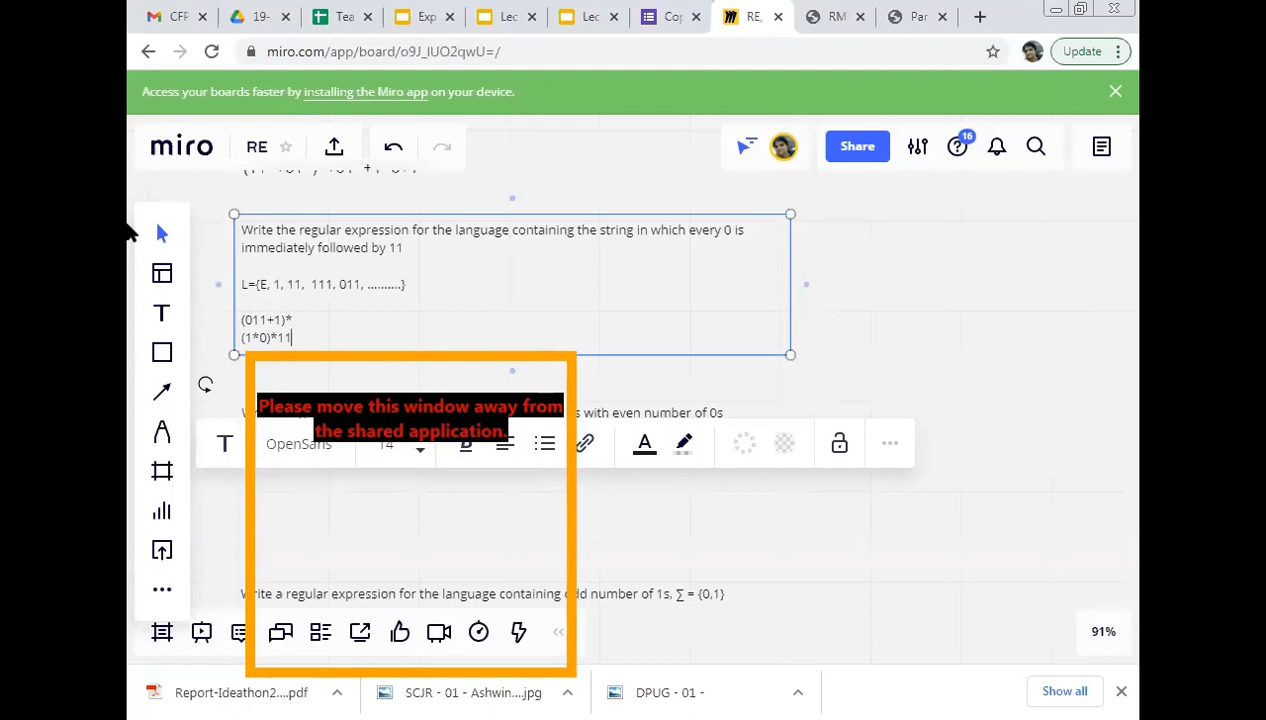 CFP
19-
Tea
Exp
Lec
Lec
Cop
RE,
RM
Par
miro.com/app/board/o9J_lUO2qwU=/
Update
Access your boards faster by installing the Miro app on your device.
miro
RE
Share
16
Write the regular expression for the language containing the string in which every 0 is
immediately followed by 11
L={E, 1, 11,  111, 011, ..........}
(011+1)*
(1*0)*11
Please move this window away from
the shared application.
s with even number of 0s
OpenSans
14
Write a regular expression for the language containing odd number of 1s, ∑ = {0,1}
91%
Report-Ideathon2....pdf
SCJR - 01 - Ashwin....jpg
DPUG - 01 -
Show all